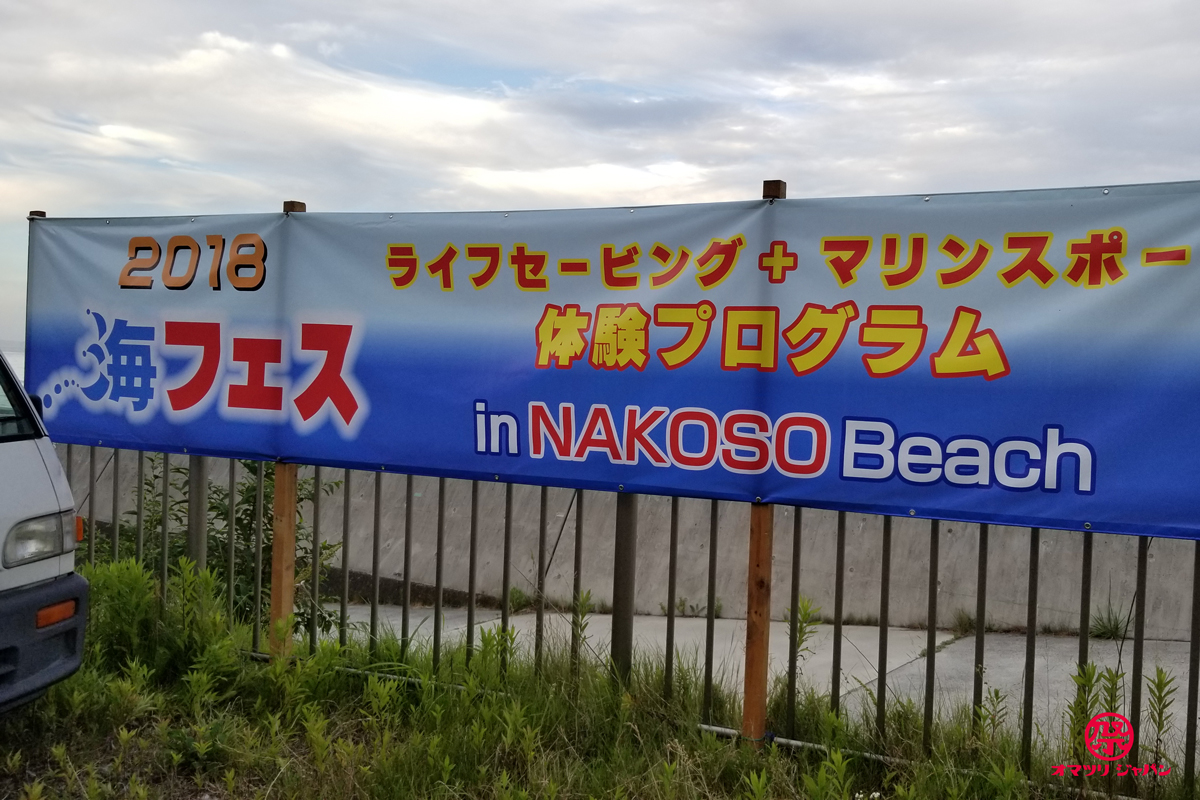 2018
海フェス
ライフセービング+マリンスポー
体験プログラム
in NAKOSO Beach
祭
オマツリジャパン